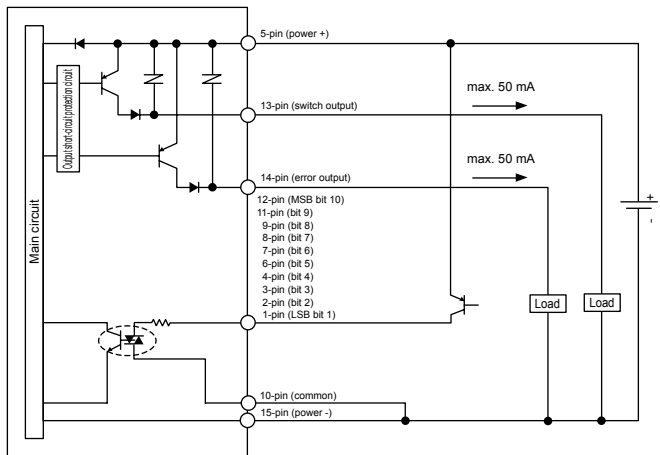 5-pin (power +)
Output short-circuit protection circuit
max. 50 mA
13-pin (switch output)
max. 50 mA
14-pin (error output)
12-pin (MSB bit 10)
11-pin (bit 9)
9-pin (bit 8)
8-pin (bit 7)
7-pin (bit 6)
6-pin (bit 5)
4-pin (bit 4)
3-pin (bit 3)
2-pin (bit 2)
1-pin (LSB bit 1)
Main circuit
+
-
Load
Load
10-pin (common)
15-pin (power -)